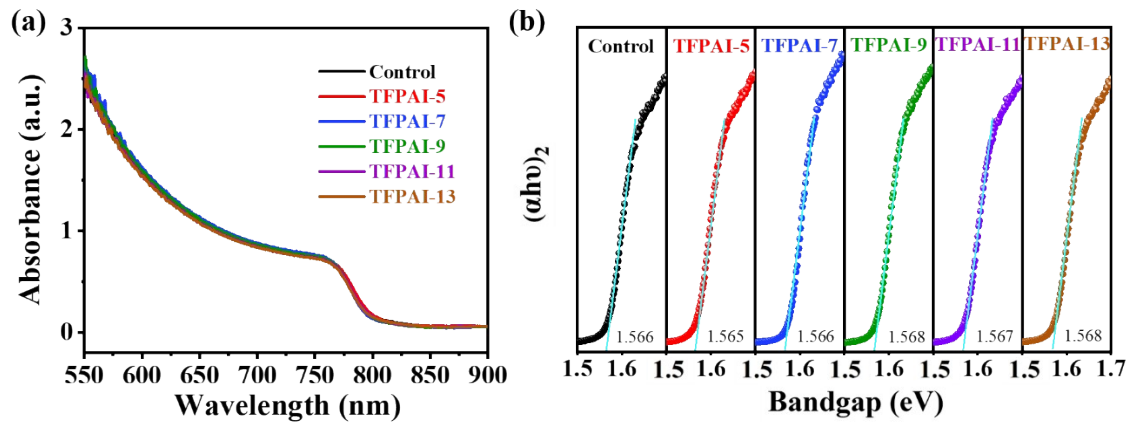 (a)
3
2
1
0
Absorbance (a.u.)
Control
TFPAI-5
TFPAI-7
TFPAI-9
TFPAI-11
TFPAI-13
550 600 650 700 750 800 850 900
Wavelength (nm)
(b)
(αhυ)2
Control TFPAI-5 TFPAI-7 TFPAI-9 TFPAI-11 TFPAI-13
1.566 1.565 1.566 1.568 1.567 1.568
1.5 1.6 1.5 1.6 1.5 1.6 1.5 1.6 1.5 1.6 1.5 1.6 1.7
Bandgap (eV)